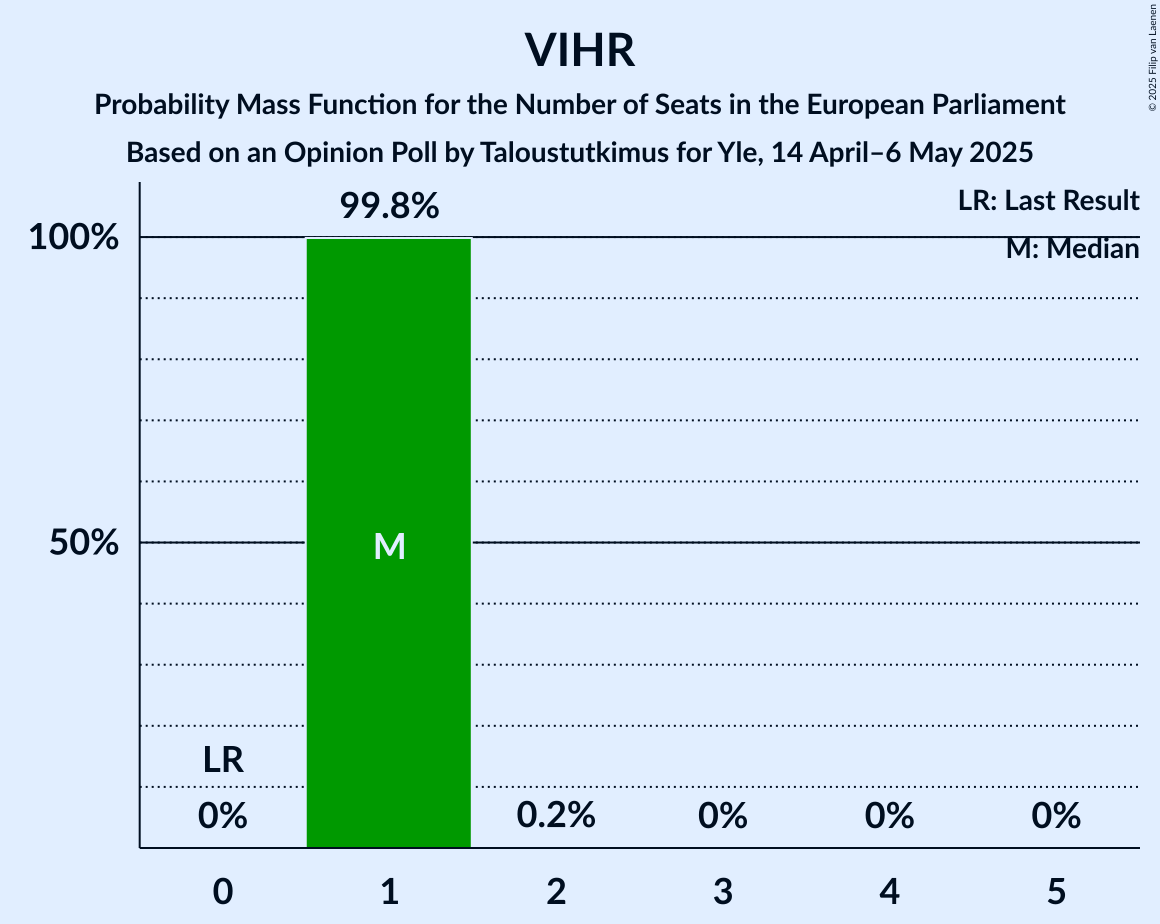 VIHR
Probability Mass Function for the Number of Seats in the European Parliament
Based on an Opinion Poll by Taloustutkimus for Yle, 14 April–6 May 2025
© 2025 Filip van Laenen
LR: Last Result
M: Median
99.8%
100%
50%
M
LR
0%
0.2%
0%
0%
0%
0
1
2
3
4
5